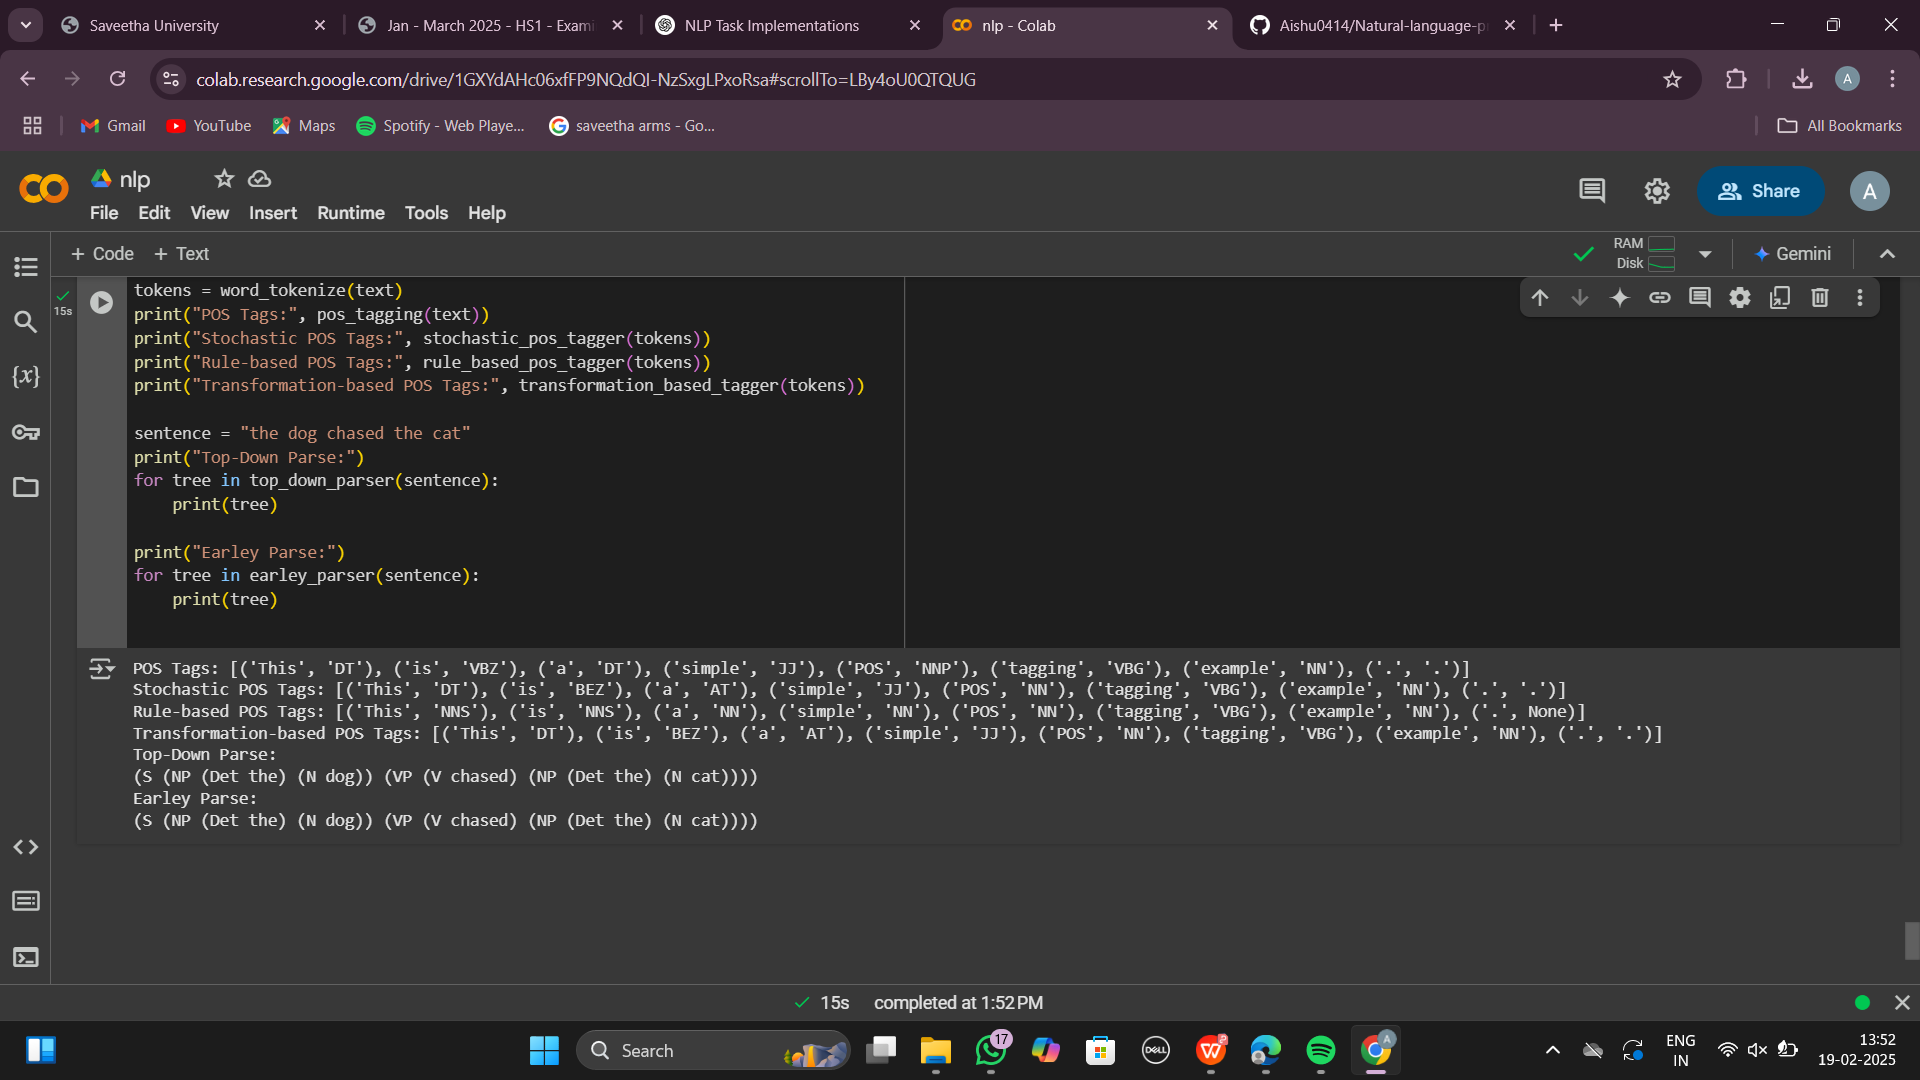 Saveetha University
Jan - March 2025 - HS1 - Exami
NLP Task Implementations
nlp - Colab
Aishu0414/Natural-language-p
colab.research.google.com/drive/1GXYdAHc06xfFP9NQdQI-NzSxgLPxoRsa#scrollTo=LBy4oU0QTQUG
A
Gmail
YouTube
Maps
Spotify - Web Playe...
saveetha arms - Go...
All Bookmarks
nlp
File Edit View Insert Runtime Tools Help
Share
A
+ Code + Text
RAM
Disk
Gemini
15s
tokens = word_tokenize(text)
print("POS Tags:", pos_tagging(text))
print("Stochastic POS Tags:", stochastic_pos_tagger(tokens))
print("Rule-based POS Tags:", rule_based_pos_tagger(tokens))
print("Transformation-based POS Tags:", transformation_based_tagger(tokens))
sentence = "the dog chased the cat"
print("Top-Down Parse:")
for tree in top_down_parser(sentence):
print(tree)
print("Earley Parse:")
for tree in earley_parser(sentence):
print(tree)
POS Tags: [('This', 'DT'), ('is', 'VBZ'), ('a', 'DT'), ('simple', 'JJ'), ('POS', 'NNP'), ('tagging', 'VBG'), ('example', 'NN'), ('.', '.')]
Stochastic POS Tags: [('This', 'DT'), ('is', 'BEZ'), ('a', 'AT'), ('simple', 'JJ'), ('POS', 'NN'), ('tagging', 'VBG'), ('example', 'NN'), ('.', '.')]
Rule-based POS Tags: [('This', 'NNS'), ('is', 'NNS'), ('a', 'NN'), ('simple', 'NN'), ('POS', 'NN'), ('tagging', 'VBG'), ('example', 'NN'), ('.', None)]
Transformation-based POS Tags: [('This', 'DT'), ('is', 'BEZ'), ('a', 'AT'), ('simple', 'JJ'), ('POS', 'NN'), ('tagging', 'VBG'), ('example', 'NN'), ('.', '.')]
Top-Down Parse:
(S (NP (Det the) (N dog)) (VP (V chased) (NP (Det the) (N cat))))
Earley Parse:
(S (NP (Det the) (N dog)) (VP (V chased) (NP (Det the) (N cat))))
15s completed at 1:52 PM
Search
17
DELL
A
ENG
IN
13:52
19-02-2025